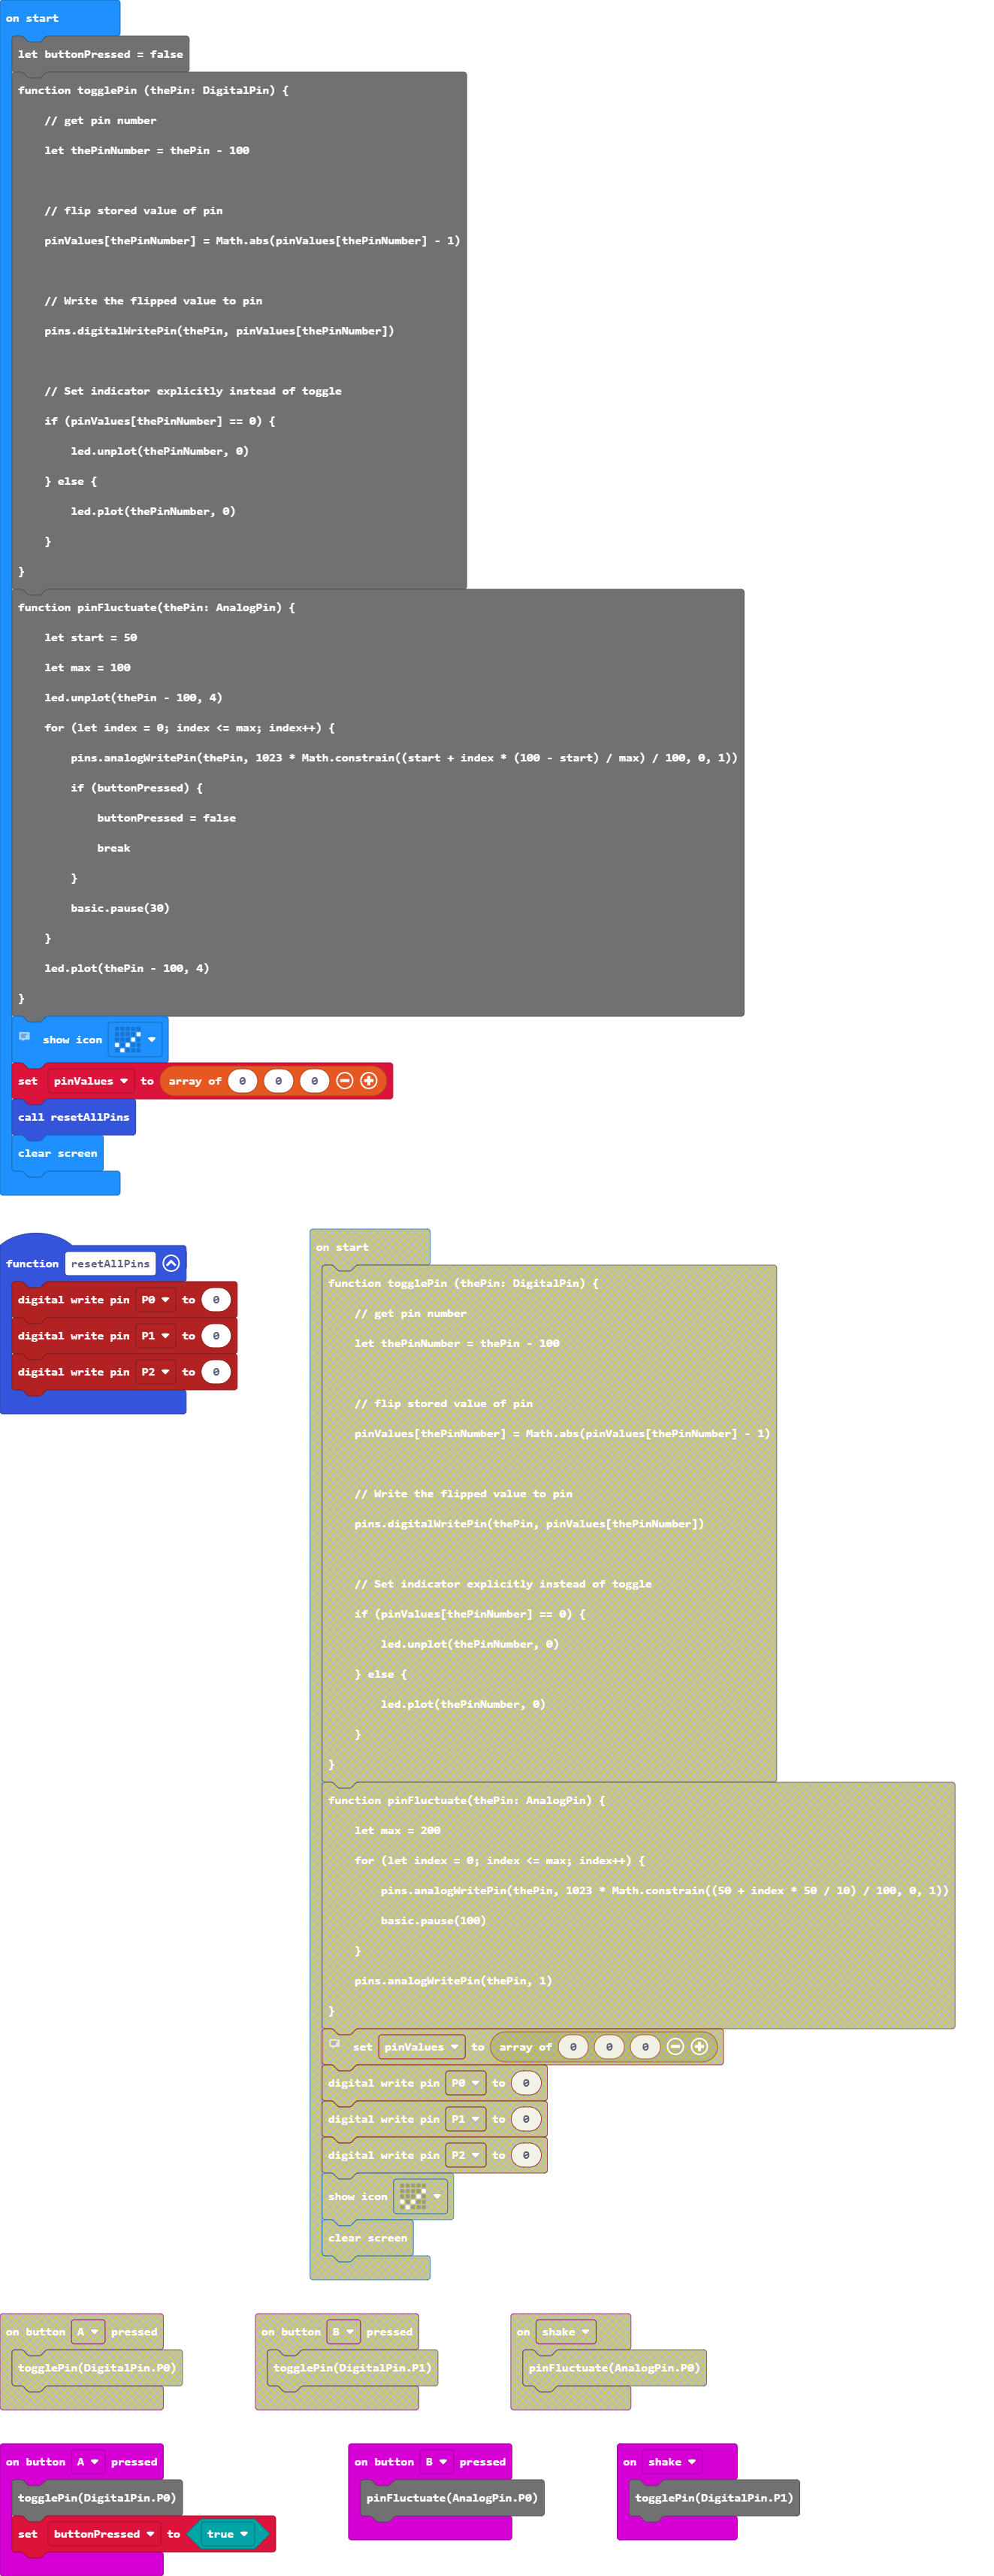 on start
let buttonPressed = false
function togglePin (thePin: DigitalPin) {
// get pin number
let thePinNumber = thePin - 100
// flip stored value of pin
pinValues[thePinNumber] = Math.abs(pinValues[thePinNumber] - 1)
// Write the flipped value to pin
pins.digitalWritePin(thePin, pinValues[thePinNumber])
// Set indicator explicitly instead of toggle
if (pinValues[thePinNumber] == 0) {
led.unplot(thePinNumber, 0)
} else {
led.plot(thePinNumber, 0)
}
}
function pinFluctuate(thePin: AnalogPin) {
let start = 50
let max = 100
led.unplot(thePin - 100, 4)
for (let index = 0; index <= max; index++) {
pins.analogWritePin(thePin, 1023 * Math.constrain((start + index * (100 - start) / max) / 100, 0, 1))
if (buttonPressed) {
buttonPressed = false
break
}
basic.pause(30)
}
led.plot(thePin - 100, 4)
}
show icon
set pinValues to array of 0 0 0
call resetAllPins
clear screen
function resetAllPins
digital write pin P0 to 0
digital write pin P1 to 0
digital write pin P2 to 0
on start
function togglePin (thePin: DigitalPin) {
// get pin number
let thePinNumber = thePin - 100
// flip stored value of pin
pinValues[thePinNumber] = Math.abs(pinValues[thePinNumber] - 1)
// Write the flipped value to pin
pins.digitalWritePin(thePin, pinValues[thePinNumber])
// Set indicator explicitly instead of toggle
if (pinValues[thePinNumber] == 0) {
led.unplot(thePinNumber, 0)
} else {
led.plot(thePinNumber, 0)
}
}
function pinFluctuate(thePin: AnalogPin) {
let max = 200
for (let index = 0; index <= max; index++) {
pins.analogWritePin(thePin, 1023 * Math.constrain((50 + index * 50 / 10) / 100, 0, 1))
basic.pause(100)
}
pins.analogWritePin(thePin, 1)
}
set pinValues to array of 0 0 0
digital write pin P0 to 0
digital write pin P1 to 0
digital write pin P2 to 0
show icon
clear screen
on button A pressed
togglePin(DigitalPin.P0)
on button B pressed
togglePin(DigitalPin.P1)
on shake
pinFluctuate(AnalogPin.P0)
on button A pressed
togglePin(DigitalPin.P0)
set buttonPressed to true
on button B pressed
pinFluctuate(AnalogPin.P0)
on shake
togglePin(DigitalPin.P1)